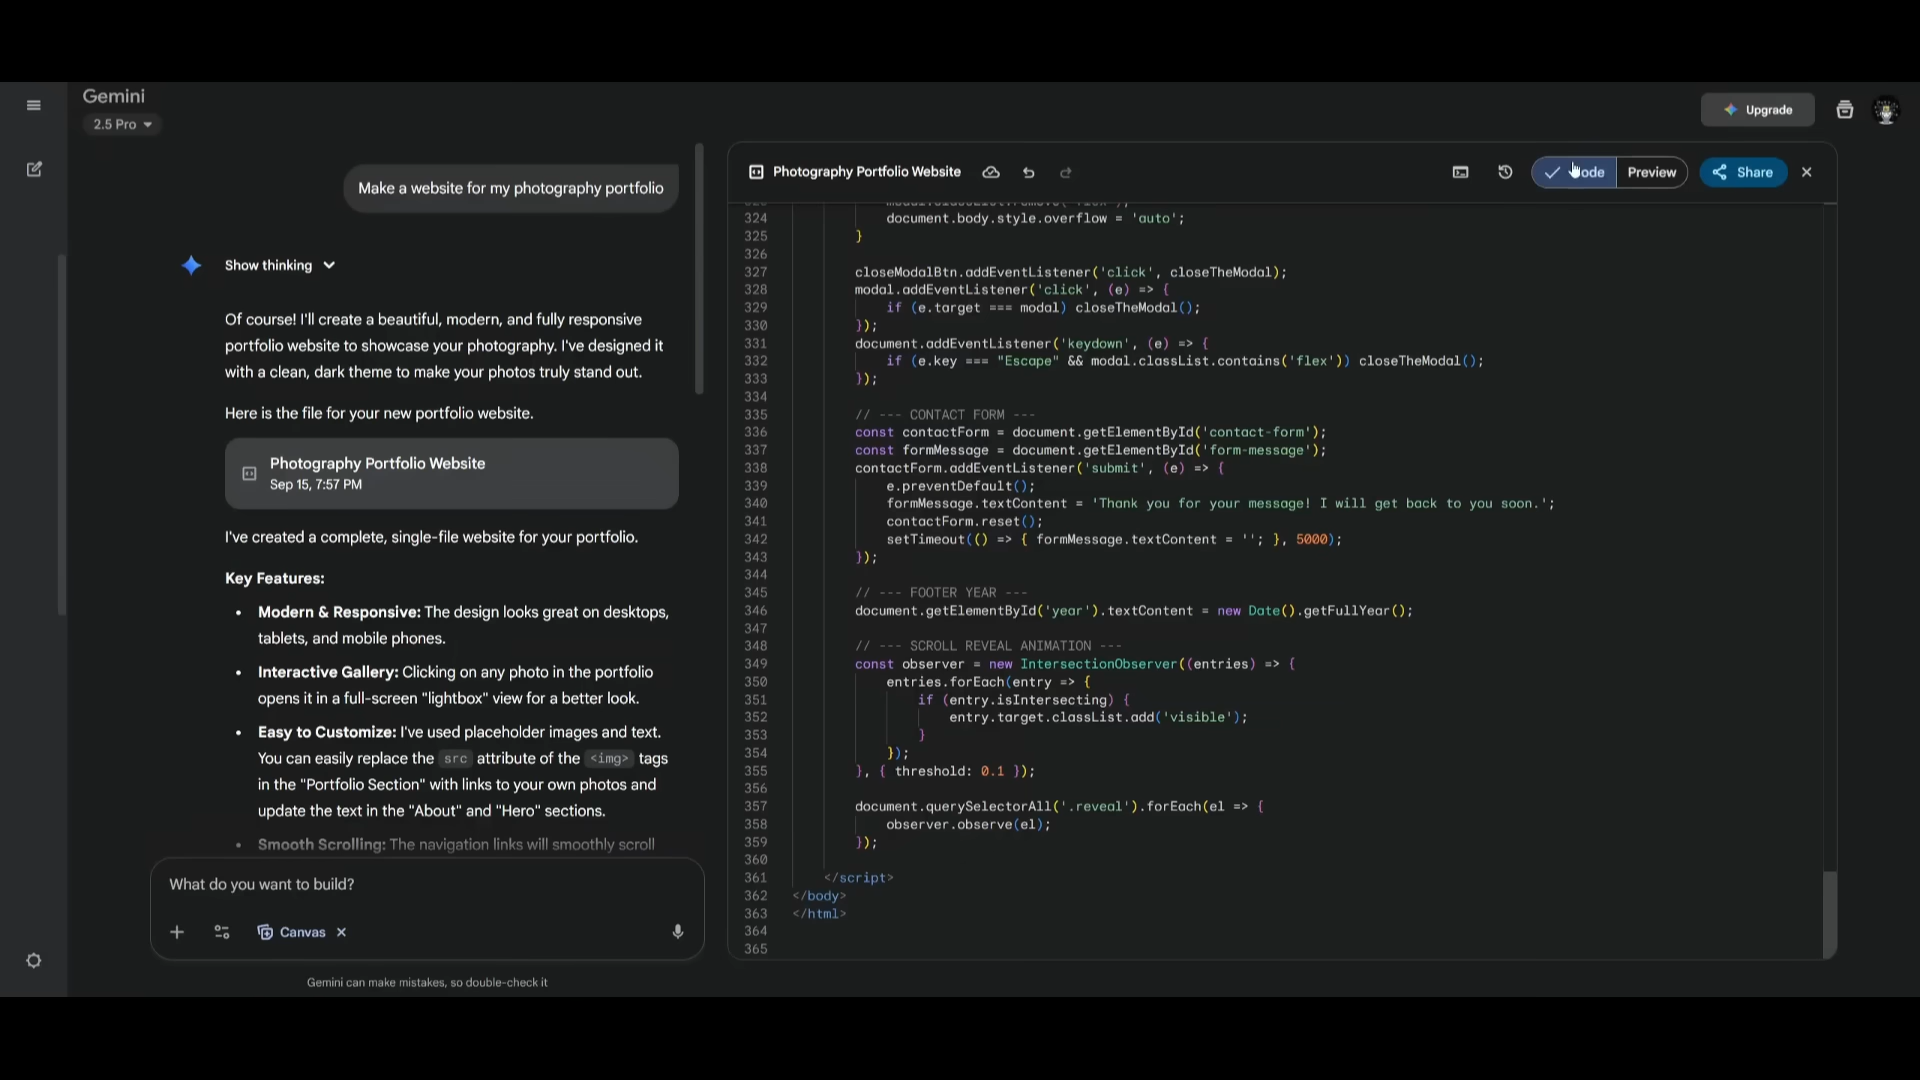 Gemini
2.5 Pro
Upgrade
Make a website for my photography portfolio
Show thinking
Of course! I'll create a beautiful, modern, and fully responsive
portfolio website to showcase your photography. I've designed it
with a clean, dark theme to make your photos truly stand out.
Here is the file for your new portfolio website.
Photography Portfolio Website
Sep 15, 7:57 PM
I've created a complete, single-file website for your portfolio.
Key Features:
• Modern & Responsive: The design looks great on desktops,
tablets, and mobile phones.
• Interactive Gallery: Clicking on any photo in the portfolio
opens it in a full-screen "lightbox" view for a better look.
• Easy to Customize: I've used placeholder images and text.
You can easily replace the src attribute of the <img> tags
in the "Portfolio Section" with links to your own photos and
update the text in the "About" and "Hero" sections.
• Smooth Scrolling: The navigation links will smoothly scroll
What do you want to build?
Canvas
Gemini can make mistakes, so double-check it
Photography Portfolio Website
Preview
Share
324 document.body.style.overflow = 'auto';
325 }
326
327 closeModalBtn.addEventListener('click', closeTheModal);
328 modal.addEventListener('click', (e) => {
329 if (e.target === modal) closeTheModal();
330 });
331 document.addEventListener('keydown', (e) => {
332 if (e.key === "Escape" && modal.classList.contains('flex')) closeTheModal();
333 });
334
335 // --- CONTACT FORM ---
336 const contactForm = document.getElementById('contact-form');
337 const formMessage = document.getElementById('form-message');
338 contactForm.addEventListener('submit', (e) => {
339 e.preventDefault();
340 formMessage.textContent = 'Thank you for your message! I will get back to you soon.';
341 contactForm.reset();
342 setTimeout(() => { formMessage.textContent = ''; }, 5000);
343 });
344
345 // --- FOOTER YEAR ---
346 document.getElementById('year').textContent = new Date().getFullYear();
347
348 // --- SCROLL REVEAL ANIMATION ---
349 const observer = new IntersectionObserver((entries) => {
350 entries.forEach(entry => {
351 if (entry.isIntersecting) {
352 entry.target.classList.add('visible');
353 }
354 });
355 }, { threshold: 0.1 });
356
357 document.querySelectorAll('.reveal').forEach(el => {
358 observer.observe(el);
359 });
360
361 </script>
362 </body>
363 </html>
364
365